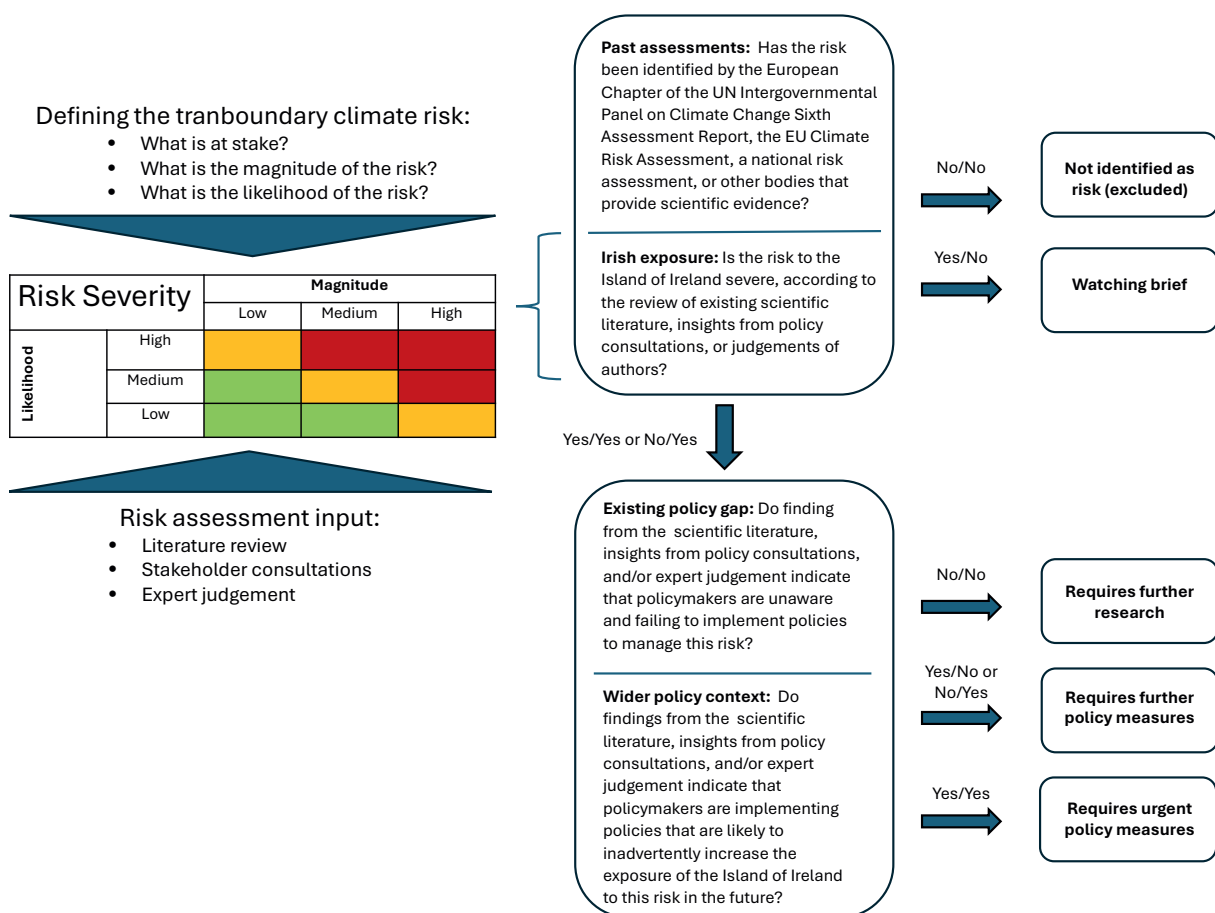 Defining the tranboundary climate risk:
• What is at stake?
• What is the magnitude of the risk?
• What is the likelihood of the risk?
Risk Severity
Magnitude
Low
Medium
High
Likelihood
High
Medium
Low
Risk assessment input:
• Literature review
• Stakeholder consultations
• Expert judgement
Past assessments: Has the risk
been identified by the European
Chapter of the UN Intergovernmental
Panel on Climate Change Sixth
Assessment Report, the EU Climate
Risk Assessment, a national risk
assessment, or other bodies that
provide scientific evidence?
Irish exposure: Is the risk to the
Island of Ireland severe, according to
the review of existing scientific
literature, insights from policy
consultations, or judgements of
authors?
No/No
Not identified as
risk (excluded)
Yes/No
Watching brief
Yes/Yes or No/Yes
Existing policy gap: Do finding
from the scientific literature,
insights from policy consultations,
and/or expert judgement indicate
that policymakers are unaware
and failing to implement policies
to manage this risk?
Wider policy context: Do
findings from the scientific
literature, insights from policy
consultations, and/or expert
judgement indicate that
policymakers are implementing
policies that are likely to
inadvertently increase the
exposure of the Island of Ireland
to this risk in the future?
No/No
Requires further
research
Yes/No or
No/Yes
Requires further
policy measures
Yes/Yes
Requires urgent
policy measures